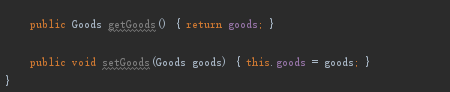 public Goods getGoods() { return goods; }
public void setGoods(Goods goods) { this.goods = goods; }
}